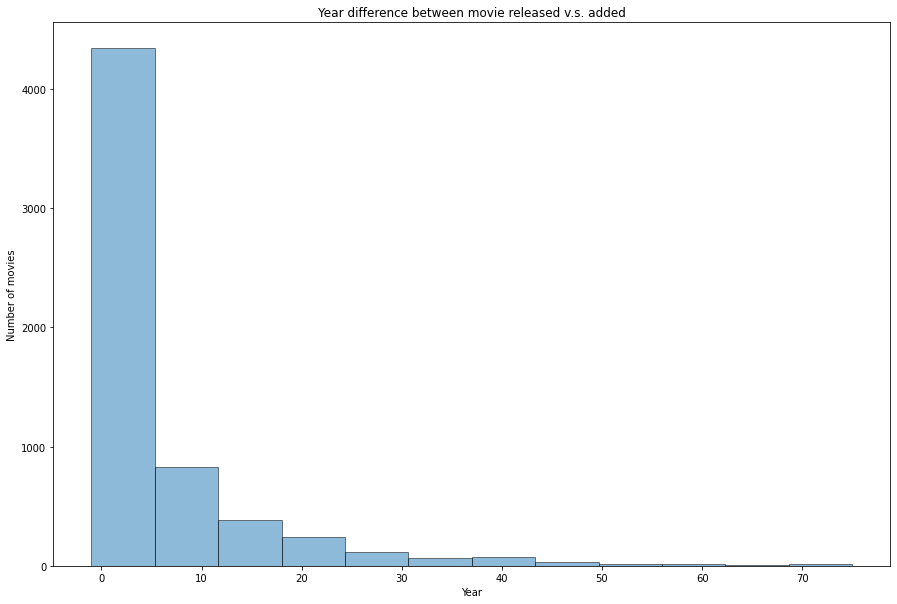 Year difference between movie released v.s. added
Number of movies
4000
3000
2000
1000
0
0 10 20 30 40 50 60 70
Year